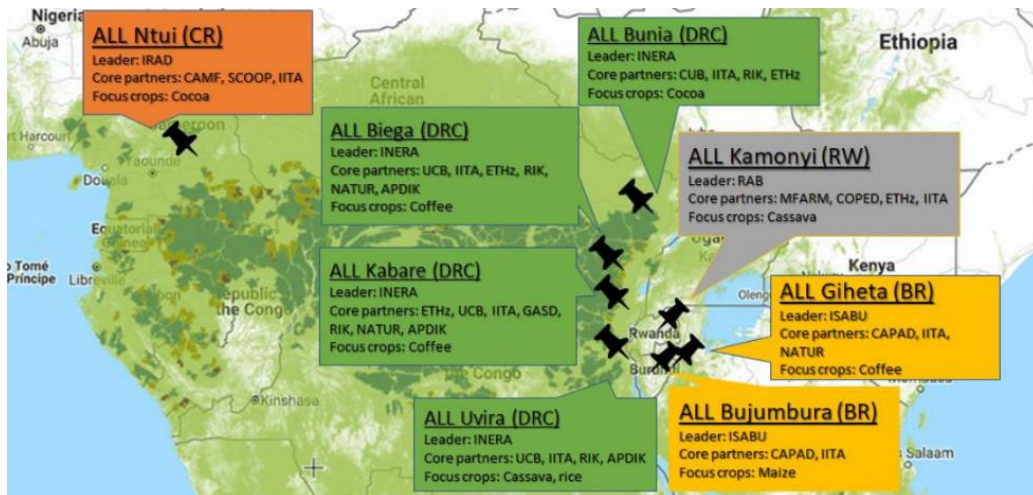 Nigeria
Abuja
ALL Ntui (CR)
Leader: IRAD
Core partners: CAMF, SCOOP, IITA
Focus crops: Cocoa
ALL Bunia (DRC)
Leader: INERA
Core partners: CUB, IITA, RIK, ETHz
Focus crops: Cocoa
Ethiopia
Central
African
ort Harcourt
Cameroon
Yaounde
Douala
ALL Biega (DRC)
Leader: INERA
Core partners: UCB, IITA, ETHz, RIK,
NATUR, APDIK
Focus crops: Coffee
ALL Kamonyi (RW)
Leader: RAB
Core partners: MFARM, COPED, ETHz, IITA
Focus crops: Cassava
Equatorial
Guinea
o Tomé
Príncipe
Libreville
Republic
the Congo
ALL Kabare (DRC)
Leader: INERA
Core partners: ETHz, UCB, IITA, GASD,
RIK, NATUR, APDIK
Focus crops: Coffee
Kenya
ALL Giheta (BR)
Leader: ISABU
Core partners: CAPAD, IITA,
NATUR
Focus crops: Coffee
Rwanda
Burundi
the Congo
Kinshasa
ALL Uvira (DRC)
Leader: INERA
Core partners: UCB, IITA, RIK, APDIK
Focus crops: Cassava, rice
ALL Bujumbura (BR)
Leader: ISABU
Core partners: CAPAD, IITA
Focus crops: Maize
s Salaam